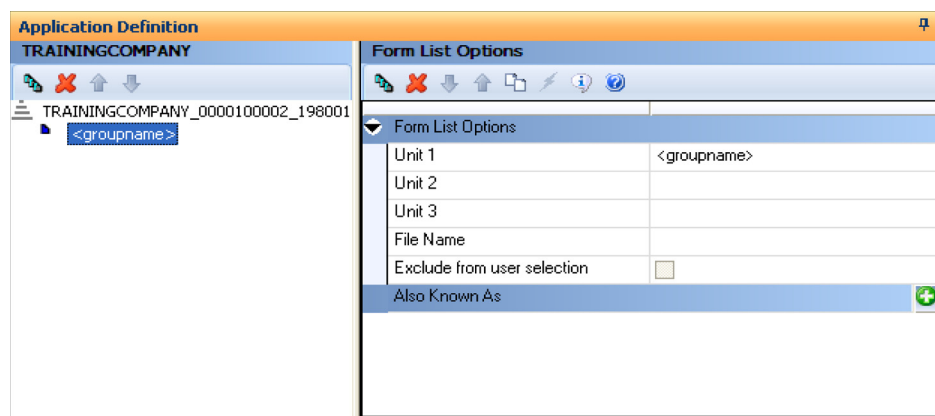 Application Definition
TRAININGCOMPANY
TRAININGCOMPANY_0000100002_198001
<groupname>
Form List Options
Form List Options
Unit 1 <groupname>
Unit 2
Unit 3
File Name
Exclude from user selection
Also Known As